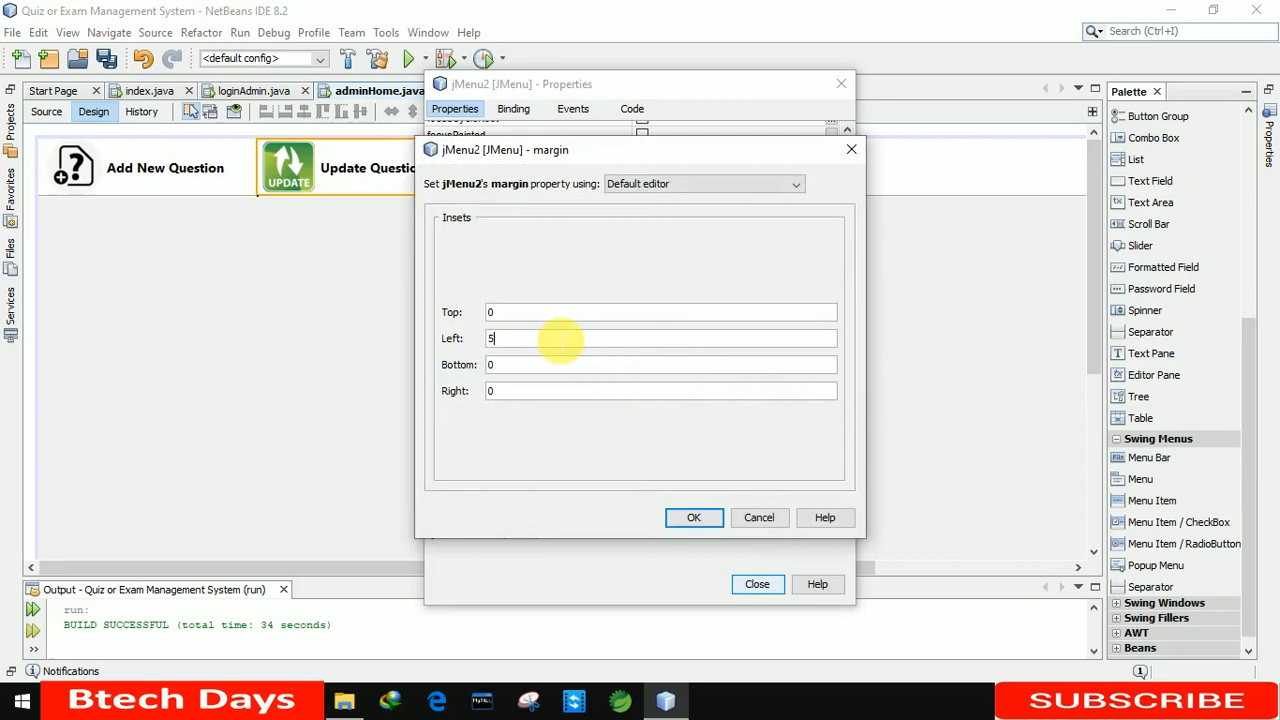 Quiz or Exam Management System - NetBeans IDE 8.2
File Edit View Navigate Source Refactor Run Debug Profile Team Tools Window Help
Search (Ctrl+I)
<default config>
Start Page index.java loginAdmin.java adminHome.java
Source Design History
Projects
Favorites
Files
Services
Add New Question
UPDATE
jMenu2 [JMenu] - Properties
Properties Binding Events Code
jMenu2 [JMenu] - margin
Set jMenu2's margin property using: Default editor
Insets
Top: 0
Left: 5
Bottom: 0
Right: 0
OK Cancel Help
Close Help
Palette
Button Group
Combo Box
List
Text Field
Text Area
Scroll Bar
Slider
Formatted Field
Password Field
Spinner
Separator
Text Pane
Editor Pane
Tree
Table
Swing Menus
Menu Bar
Menu
Menu Item
Menu Item / CheckBox
Menu Item / RadioButton
Popup Menu
Separator
Swing Windows
Swing Fillers
AWT
Beans
Properties
Output - Quiz or Exam Management System (run)
run:
BUILD SUCCESSFUL (total time: 34 seconds)
Notifications
1
Btech Days
SUBSCRIBE